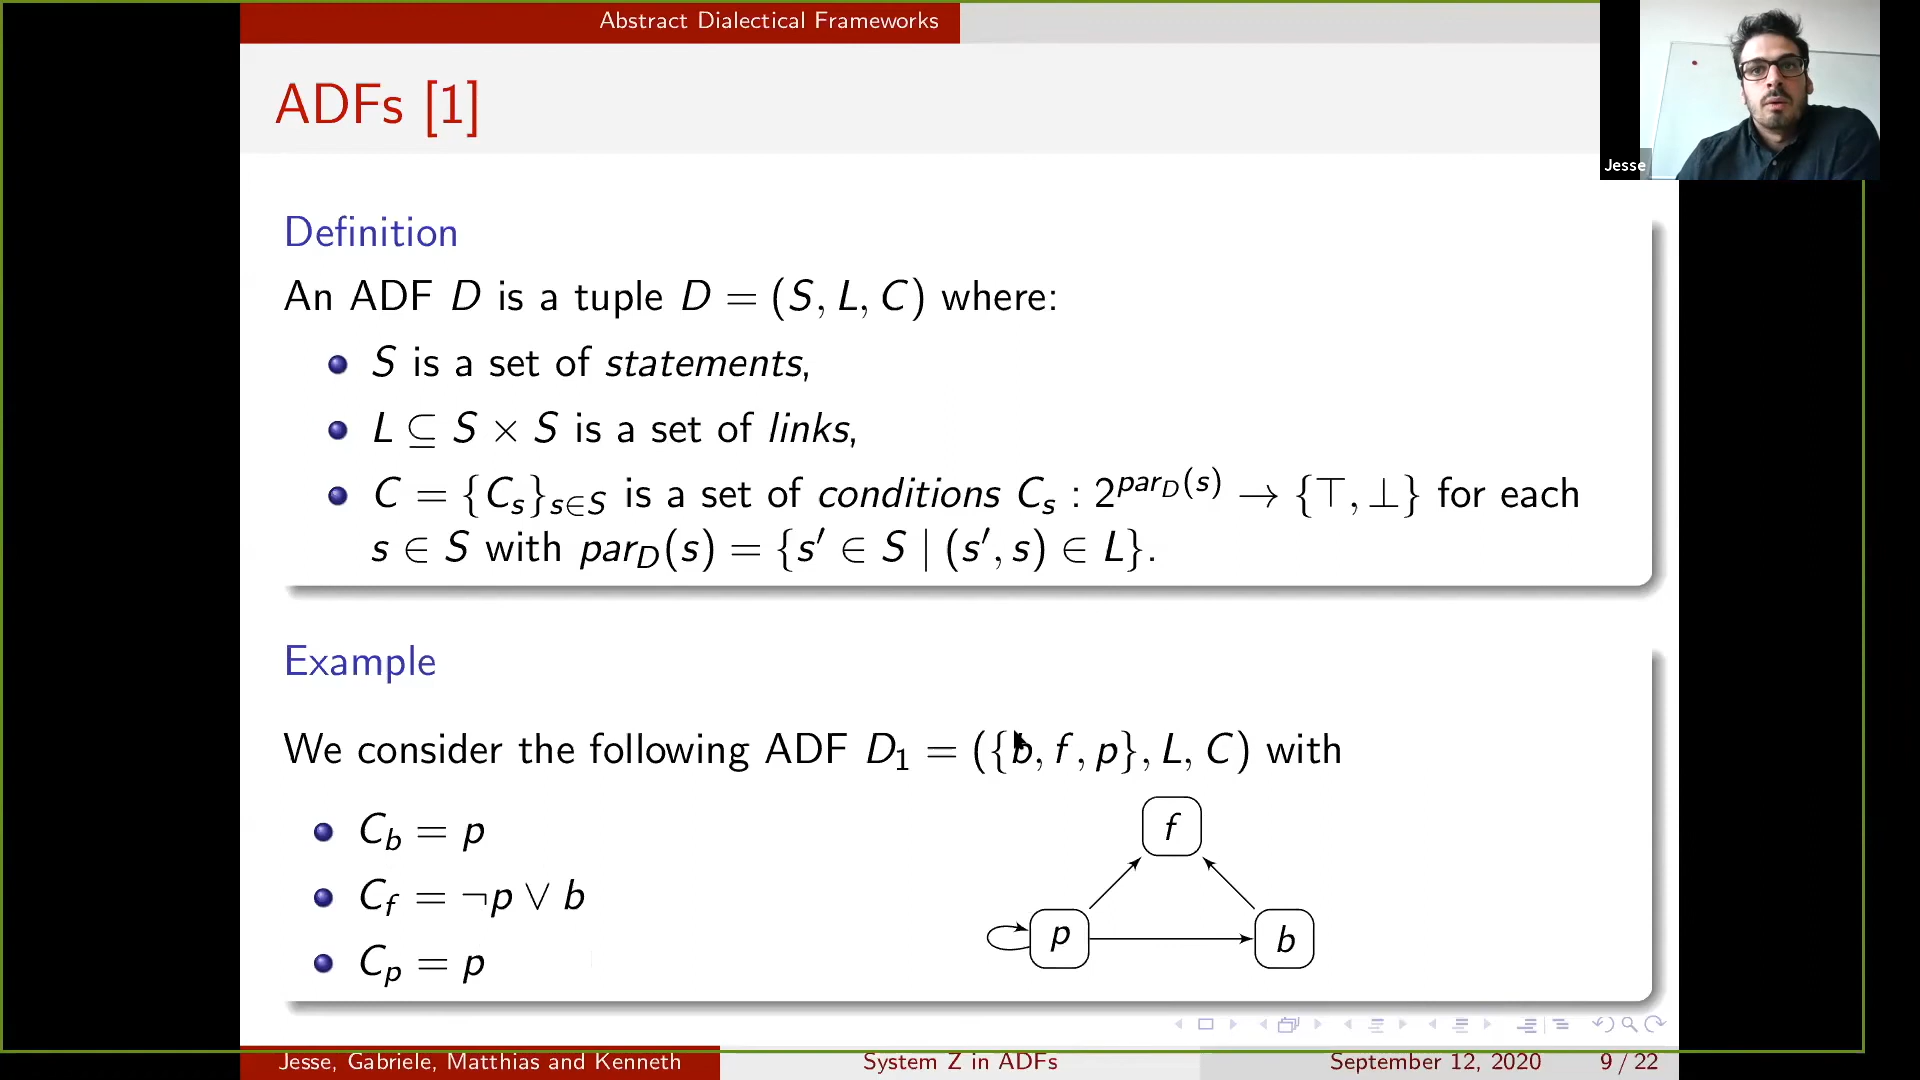 Abstract Dialectical Frameworks
ADFs [1]
Jesse
Definition
An ADF D is a tuple D = (S, L, C) where:
S is a set of statements,
L ⊆ S × S is a set of links,
C = {C_s}_{s∈S} is a set of conditions C_s : 2^{par_D(s)} → {⊤, ⊥} for each
s ∈ S with par_D(s) = {s′ ∈ S | (s′, s) ∈ L}.
Example
We consider the following ADF D₁ = ({b, f, p}, L, C) with
C_b = p
C_f = ¬p ∨ b
C_p = p
f
p
b
Jesse, Gabriele, Matthias and Kenneth
System Z in ADFs
September 12, 2020
9 / 22